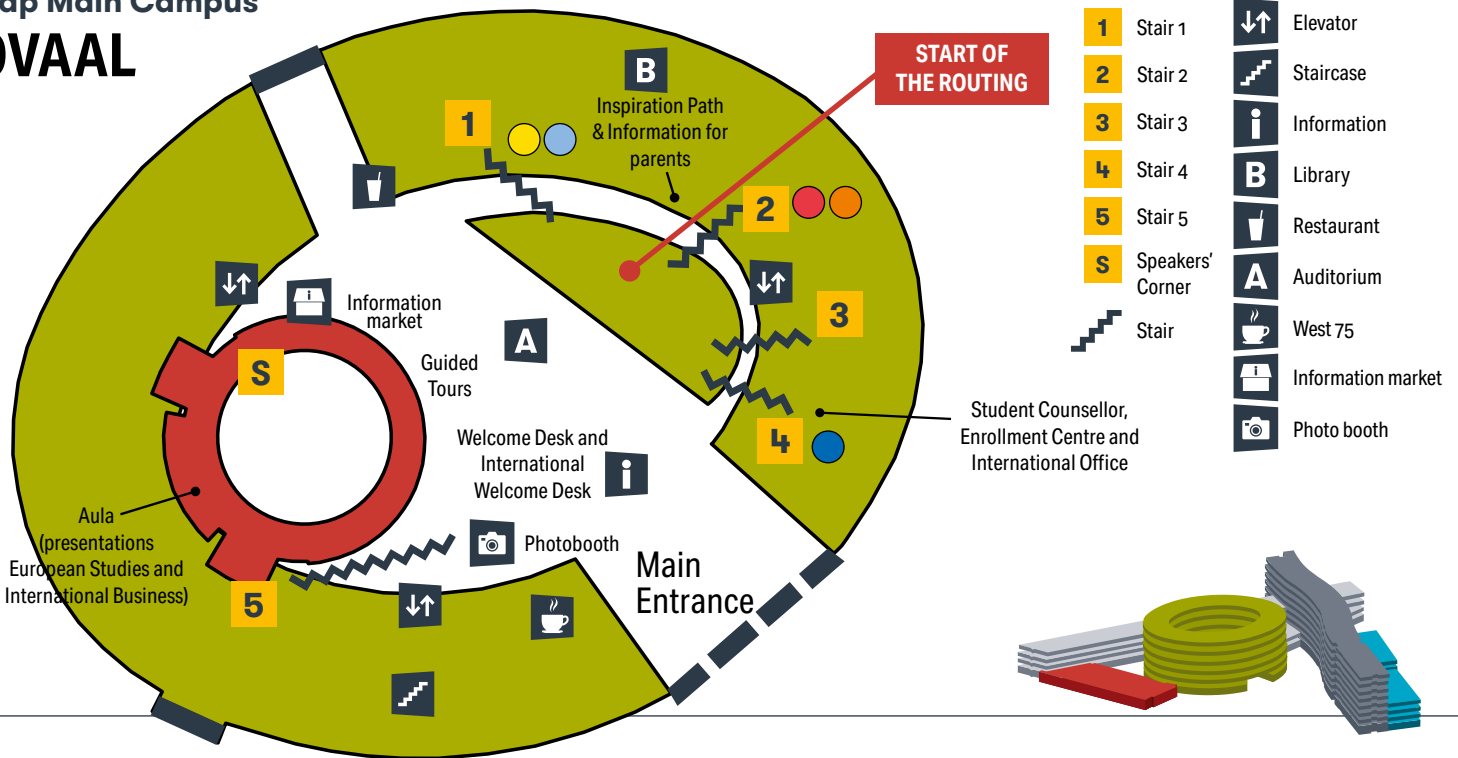 ap Main Campus
OVAAL
START OF
THE ROUTING
B
Inspiration Path
& Information for
parents
1
2
3
4
5
S
A
Information
market
Guided
Tours
Welcome Desk and
International
Welcome Desk
i
Photobooth
Main
Entrance
Aula
(presentations
European Studies and
International Business)
Student Counsellor,
Enrollment Centre and
International Office
1 Stair 1
2 Stair 2
3 Stair 3
4 Stair 4
5 Stair 5
S Speakers'
Corner
Stair
Elevator
Staircase
i Information
B Library
Restaurant
A Auditorium
West 75
i Information market
Photo booth